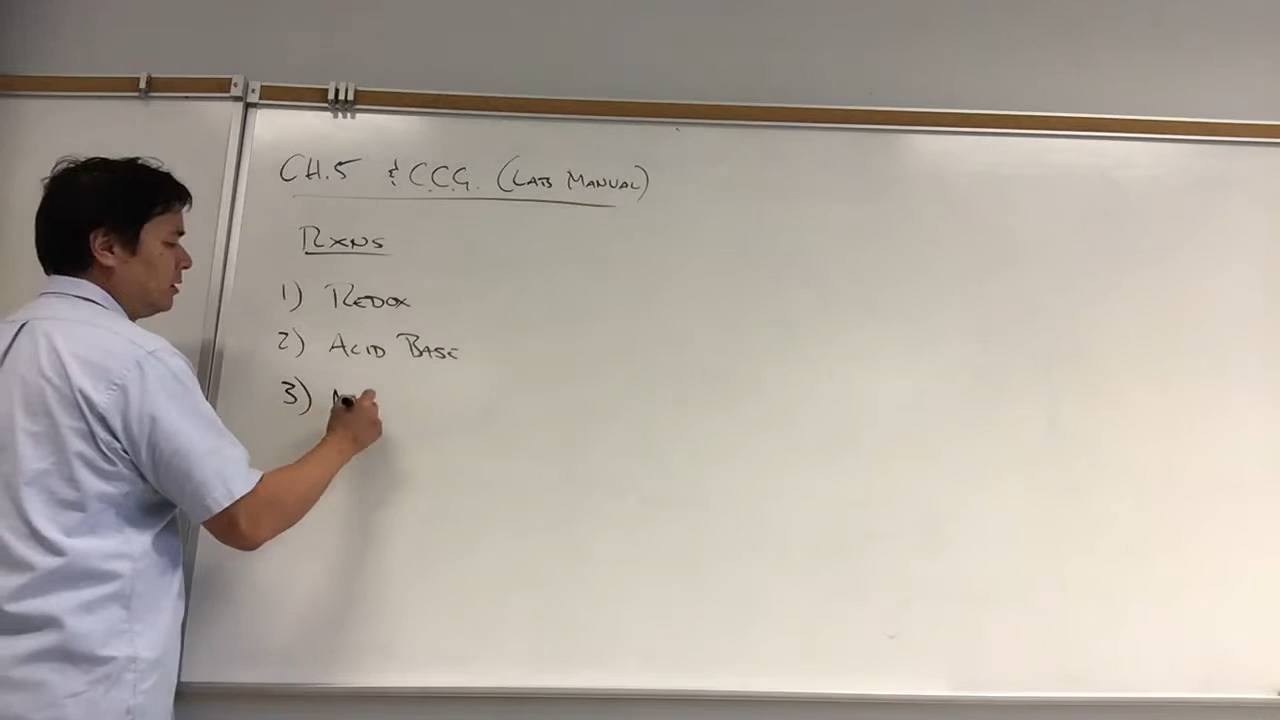 CH.5 & C.C.G. (LAB MANUAL)
RXNS
1) REDOX
2) ACID BASE
3)